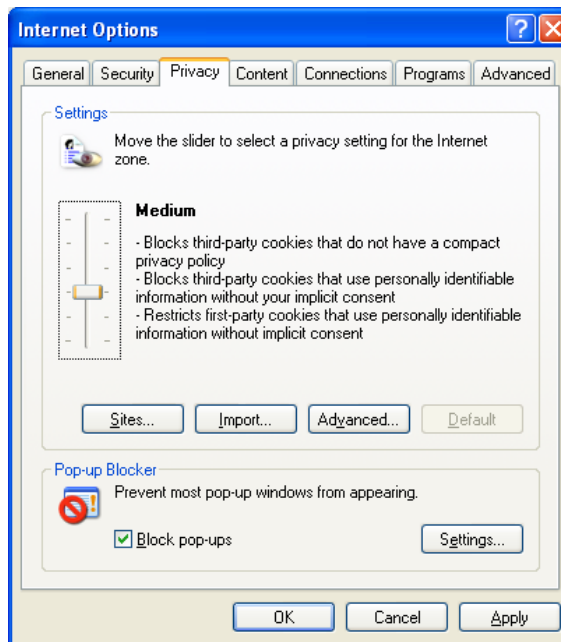 Internet Options
General Security Privacy Content Connections Programs Advanced
Settings
Move the slider to select a privacy setting for the Internet
zone.
Medium
- Blocks third-party cookies that do not have a compact
privacy policy
- Blocks third-party cookies that use personally identifiable
information without your implicit consent
- Restricts first-party cookies that use personally identifiable
information without implicit consent
Sites... Import... Advanced... Default
Pop-up Blocker
Prevent most pop-up windows from appearing.
Block pop-ups Settings...
OK Cancel Apply